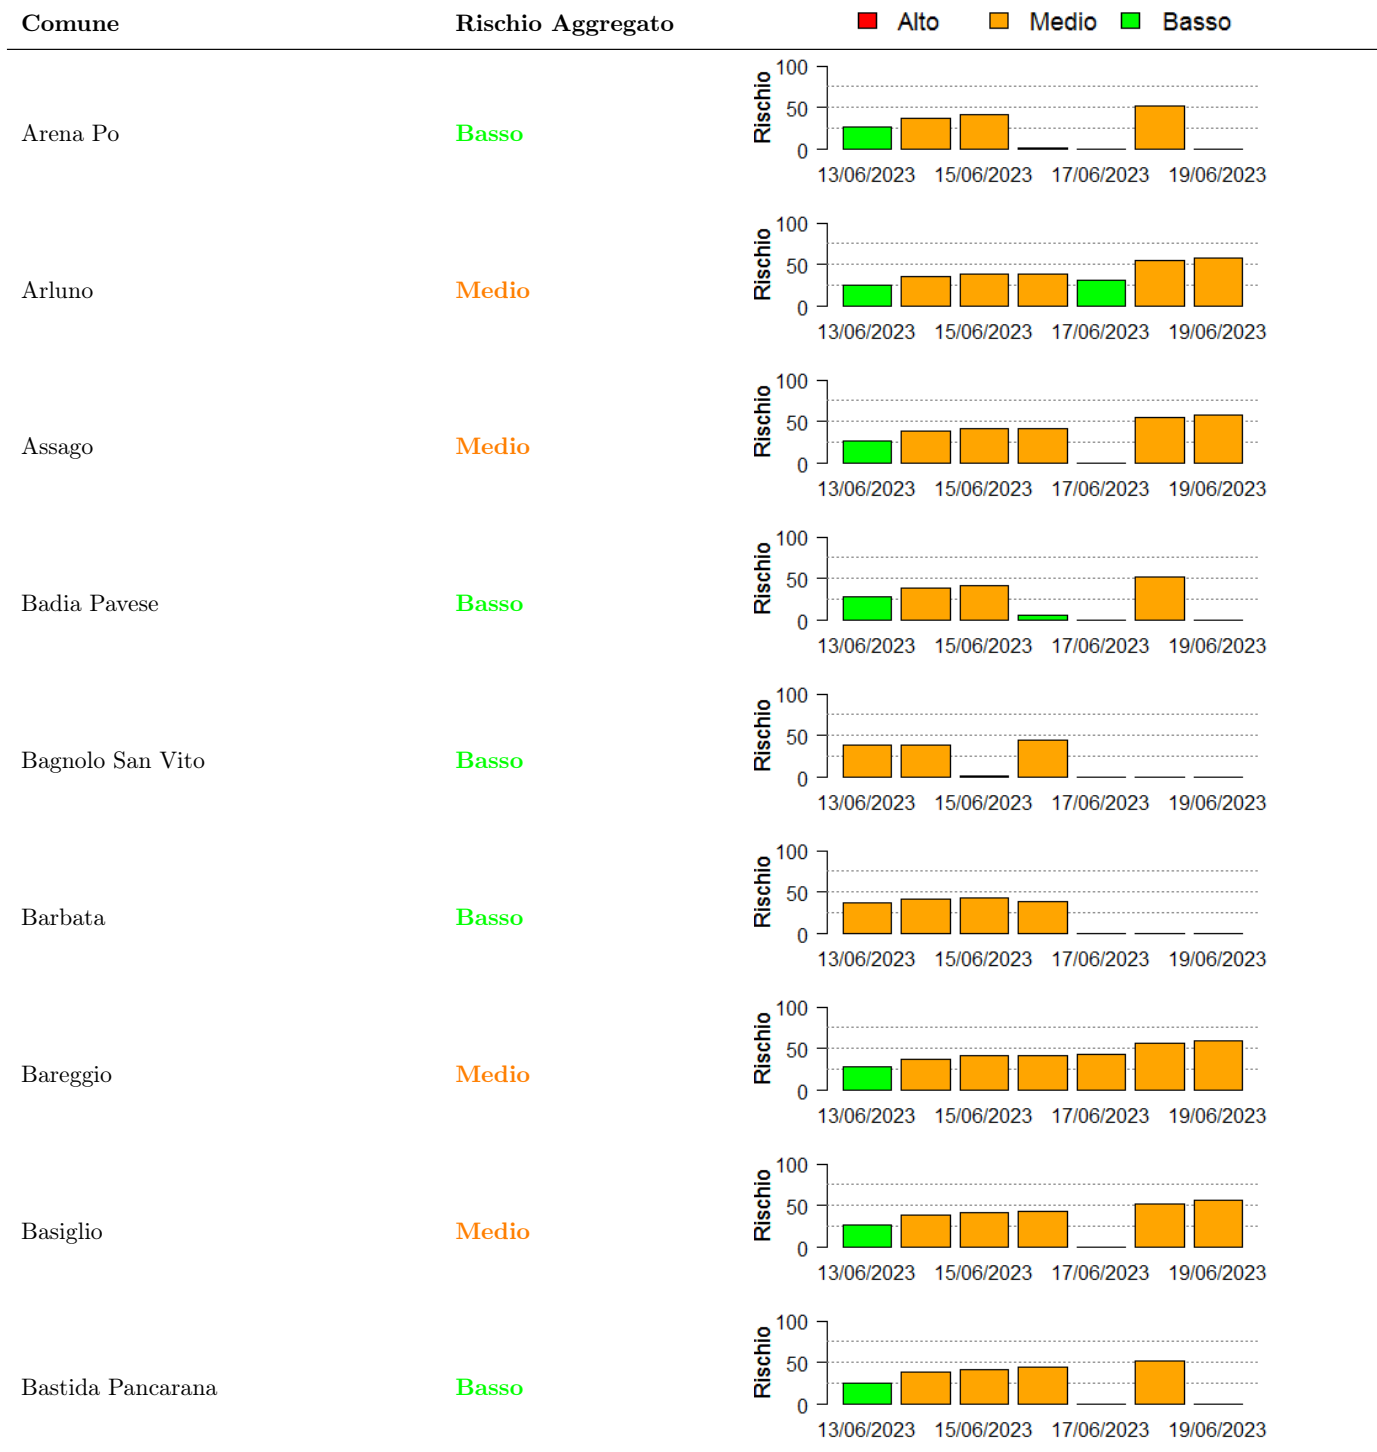 Comune Rischio Aggregato Alto Medio Basso
100
50
0
Rischio
Arena Po Basso
13/06/2023 15/06/2023 17/06/2023 19/06/2023
100
50
0
Rischio
Arluno Medio
13/06/2023 15/06/2023 17/06/2023 19/06/2023
100
50
0
Rischio
Assago Medio
13/06/2023 15/06/2023 17/06/2023 19/06/2023
100
50
0
Rischio
Badia Pavese Basso
13/06/2023 15/06/2023 17/06/2023 19/06/2023
100
50
0
Rischio
Bagnolo San Vito Basso
13/06/2023 15/06/2023 17/06/2023 19/06/2023
100
50
0
Rischio
Barbata Basso
13/06/2023 15/06/2023 17/06/2023 19/06/2023
100
50
0
Rischio
Bareggio Medio
13/06/2023 15/06/2023 17/06/2023 19/06/2023
100
50
0
Rischio
Basiglio Medio
13/06/2023 15/06/2023 17/06/2023 19/06/2023
100
50
0
Rischio
Bastida Pancarana Basso
13/06/2023 15/06/2023 17/06/2023 19/06/2023